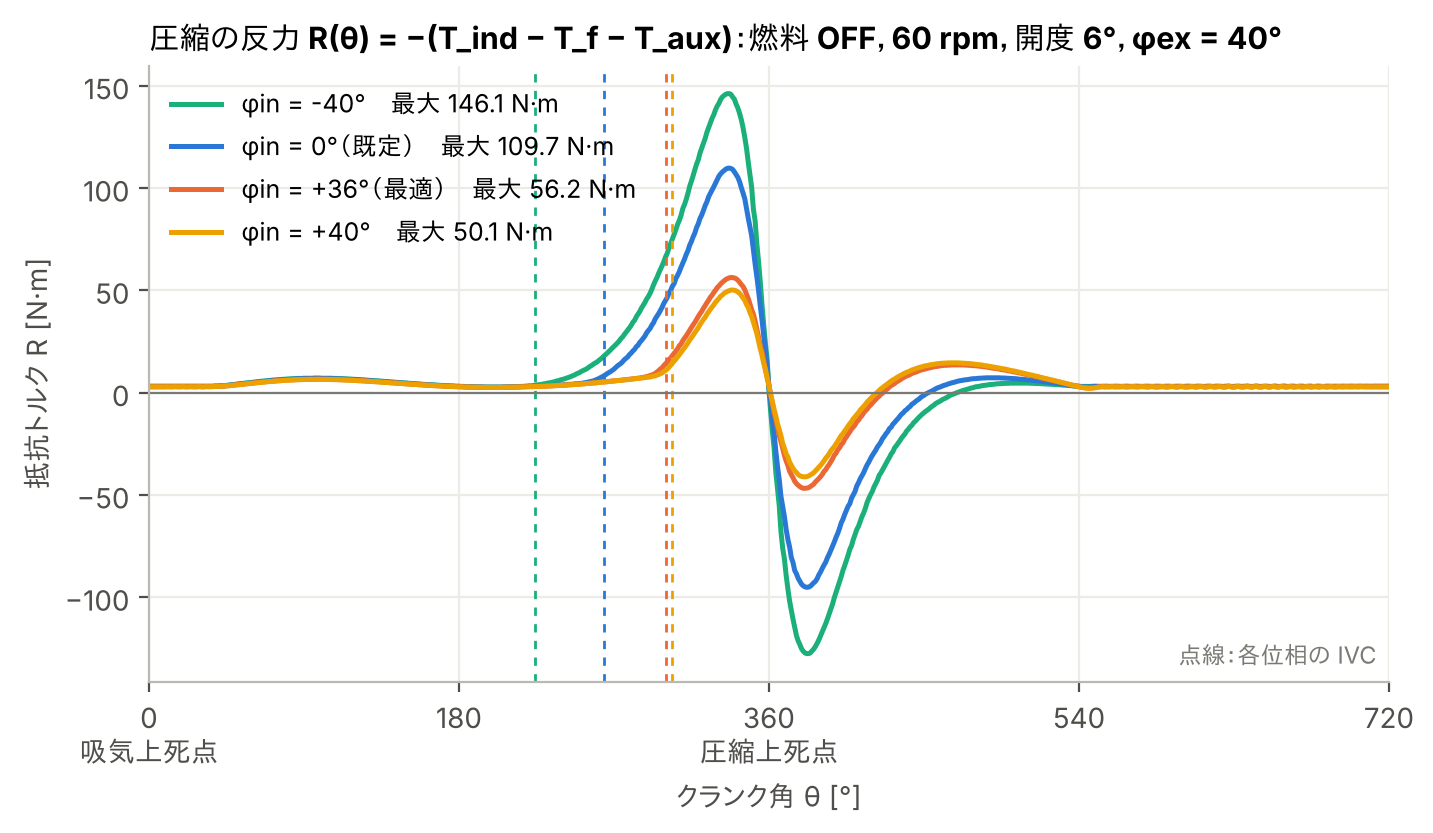 圧縮の反力 R(θ) = −(T_ind − T_f − T_aux)：燃料 OFF, 60 rpm, 開度 6°, φex = 40°
抵抗トルク R [N·m]
150
100
50
0
−50
−100
φin = -40°　最大 146.1 N·m
φin = 0°（既定）　最大 109.7 N·m
φin = +36°（最適）　最大 56.2 N·m
φin = +40°　最大 50.1 N·m
点線：各位相の IVC
0 180 360 540 720
吸気上死点 圧縮上死点
クランク角 θ [°]